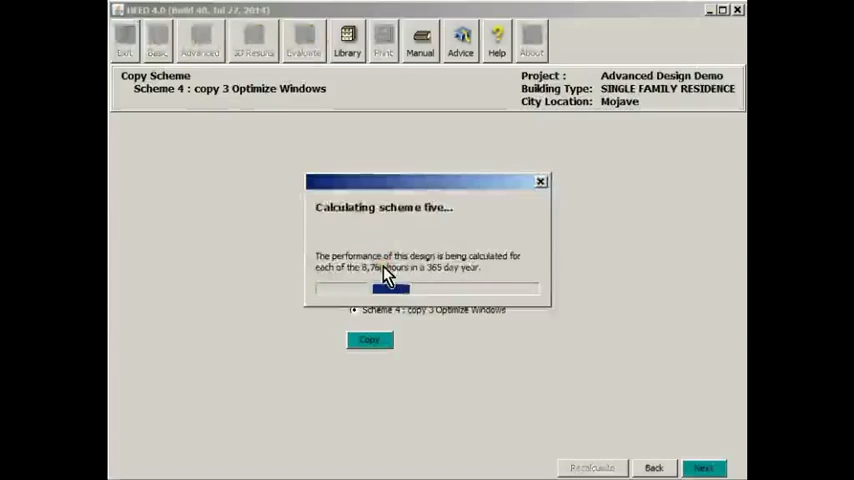 HEED 4.0 (Build 40, Jul 27, 2014)
Exit
Basic
Advanced
3D Results
Evaluate
Library
Print
Manual
Advice
Help
About
Copy Scheme
Scheme 4 : copy 3 Optimize Windows
Project : Advanced Design Demo
Building Type: SINGLE FAMILY RESIDENCE
City Location: Mojave
Calculating scheme five...
The performance of this design is being calculated for
each of the 8,760 hours in a 365 day year.
Scheme 4 : copy 3 Optimize Windows
Copy
Recalculate
Back
Next